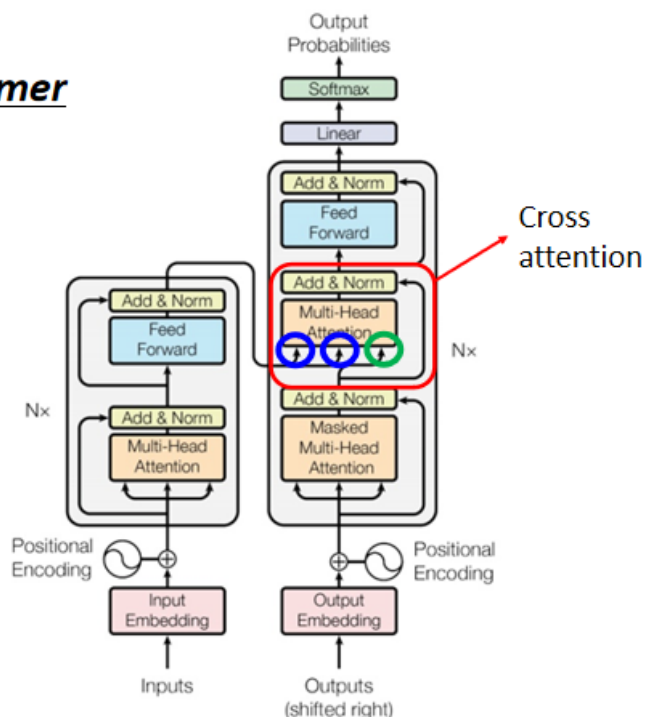 mer
Output
Probabilities
Softmax
Linear
Add & Norm
Feed
Forward
Add & Norm
Multi-Head
Attention
Cross
attention
Nx
Add & Norm
Masked
Multi-Head
Attention
Add & Norm
Feed
Forward
Nx
Add & Norm
Multi-Head
Attention
Positional
Encoding
Positional
Encoding
Input
Embedding
Output
Embedding
Inputs
Outputs
(shifted right)